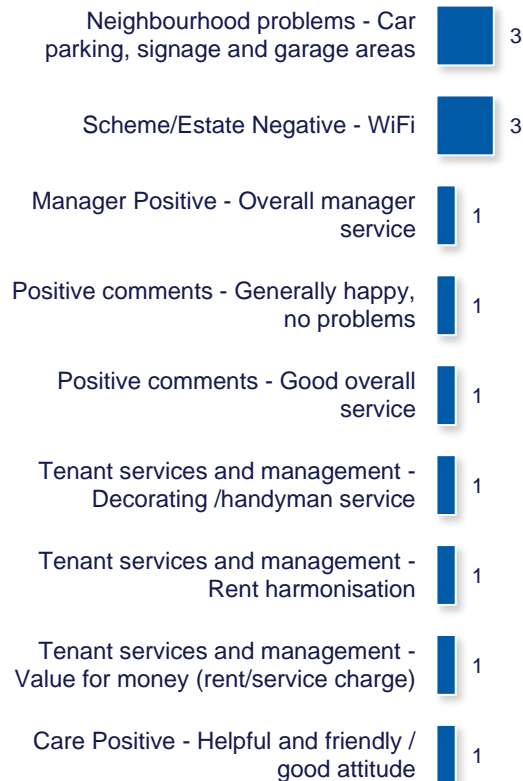 Neighbourhood problems - Car
parking, signage and garage areas
3
Scheme/Estate Negative - WiFi
3
Manager Positive - Overall manager
service
1
Positive comments - Generally happy,
no problems
1
Positive comments - Good overall
service
1
Tenant services and management -
Decorating /handyman service
1
Tenant services and management -
Rent harmonisation
1
Tenant services and management -
Value for money (rent/service charge)
1
Care Positive - Helpful and friendly /
good attitude
1